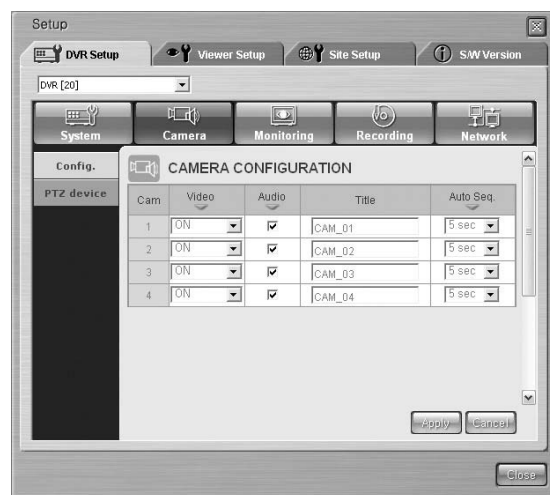 Setup
DVR Setup Viewer Setup Site Setup S/W Version
DVR [20]
System Camera Monitoring Recording Network
Config. CAMERA CONFIGURATION
PTZ device
Cam Video Audio Title Auto Seq.
1 ON CAM_01 5 sec
2 ON CAM_02 5 sec
3 ON CAM_03 5 sec
4 ON CAM_04 5 sec
Apply Cancel
Close